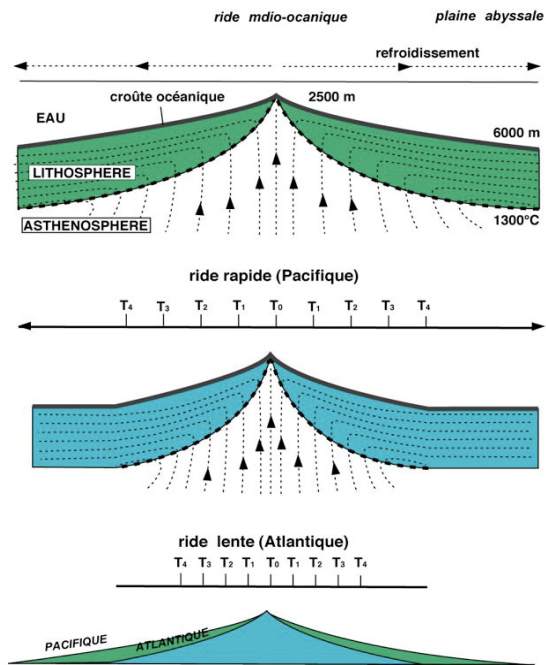 ride mdio-ocanique
plaine abyssale
refroidissement
croûte océanique
2500 m
EAU
6000 m
LITHOSPHERE
ASTHENOSPHERE
1300°C
ride rapide (Pacifique)
T4 T3 T2 T1 T0 T1 T2 T3 T4
ride lente (Atlantique)
T4 T3 T2 T1 T0 T1 T2 T3 T4
PACIFIQUE
ATLANTIQUE